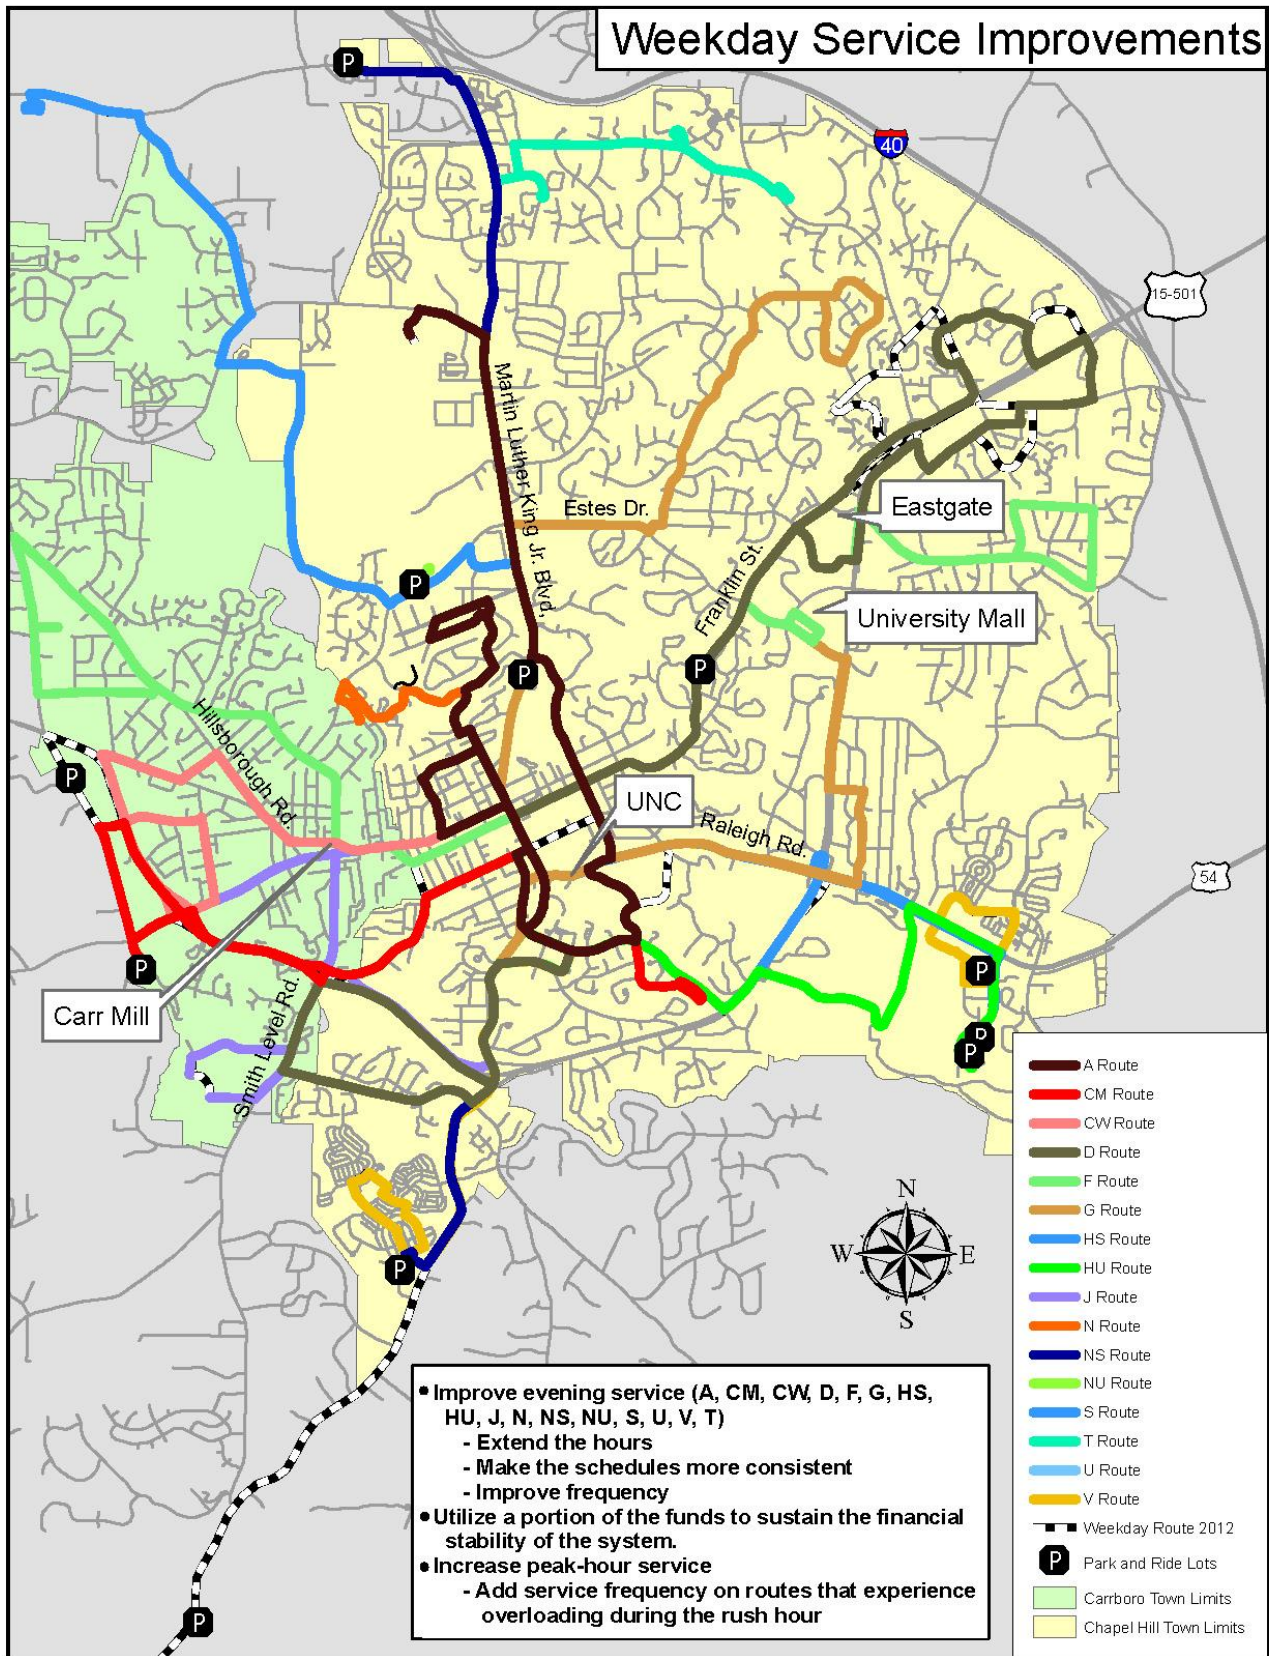 Weekday Service Improvements
P
40
15-501
Martin Luther King Jr. Blvd,
Estes Dr.
Eastgate
Franklin St.
University Mall
P
P
P
Hillsborough Rd.
P
UNC
Raleigh Rd.
54
P
P
Carr Mill
Smith Level Rd.
P
P
P
• Improve evening service (A, CM, CW, D, F, G, HS,
HU, J, N, NS, NU, S, U, V, T)
- Extend the hours
- Make the schedules more consistent
- Improve frequency
• Utilize a portion of the funds to sustain the financial
stability of the system.
• Increase peak-hour service
- Add service frequency on routes that experience
overloading during the rush hour
P
N
W E
S
A Route
CM Route
CW Route
D Route
F Route
G Route
HS Route
HU Route
J Route
N Route
NS Route
NU Route
S Route
T Route
U Route
V Route
Weekday Route 2012
P Park and Ride Lots
Carrboro Town Limits
Chapel Hill Town Limits